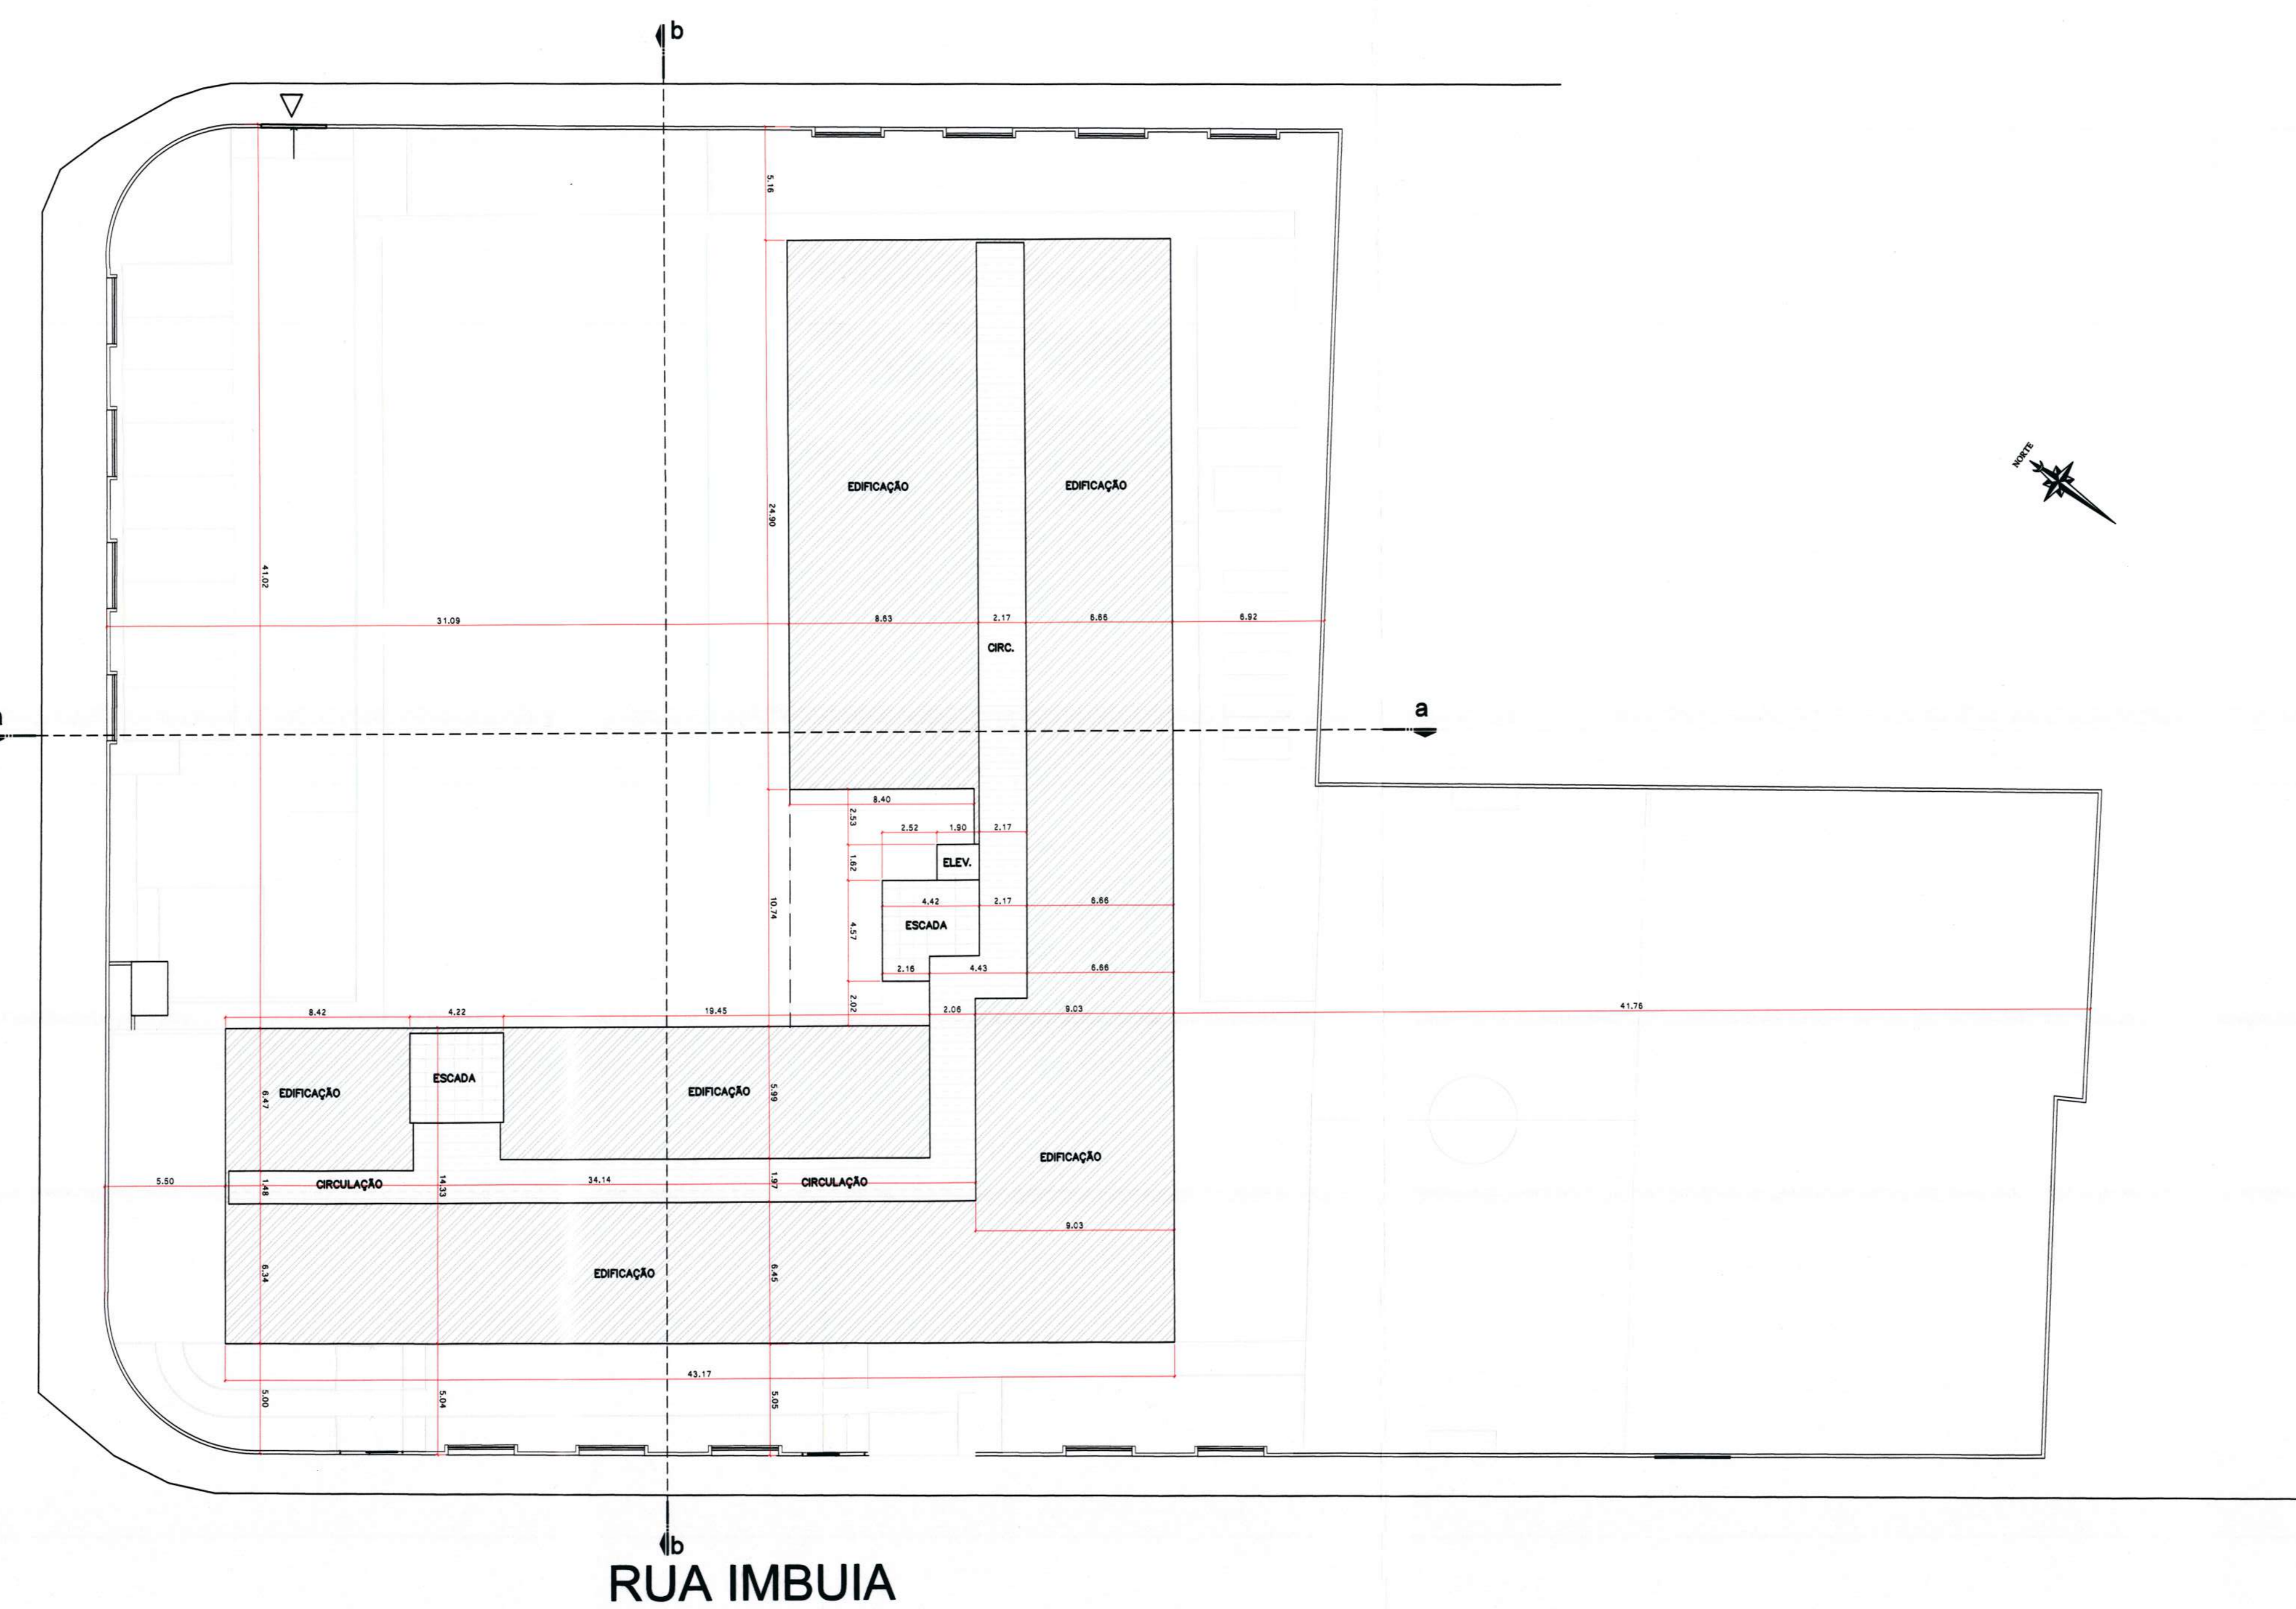 b
5.16
NORTE
EDIFICAÇÃO
EDIFICAÇÃO
24.90
41.02
31.09
8.63
2.17
6.66
6.92
CIRC.
a
8.40
2.53
2.52
1.90
2.17
1.62
ELEV.
4.42
2.17
6.66
10.74
ESCADA
4.57
2.16
4.43
6.66
2.02
8.42
4.22
19.45
2.06
9.03
41.76
ESCADA
EDIFICAÇÃO
EDIFICAÇÃO
6.47
5.99
EDIFICAÇÃO
5.50
CIRCULAÇÃO
1.48
14.33
34.14
1.97
CIRCULAÇÃO
9.03
EDIFICAÇÃO
6.34
6.45
43.17
5.00
5.04
5.05
b
RUA IMBUIA